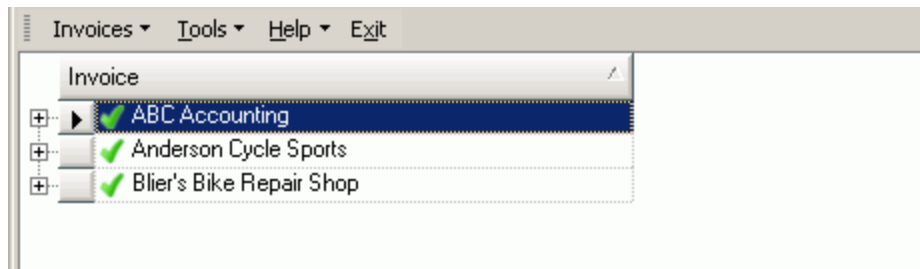 Invoices Tools Help Exit
Invoice
ABC Accounting
Anderson Cycle Sports
Blier's Bike Repair Shop